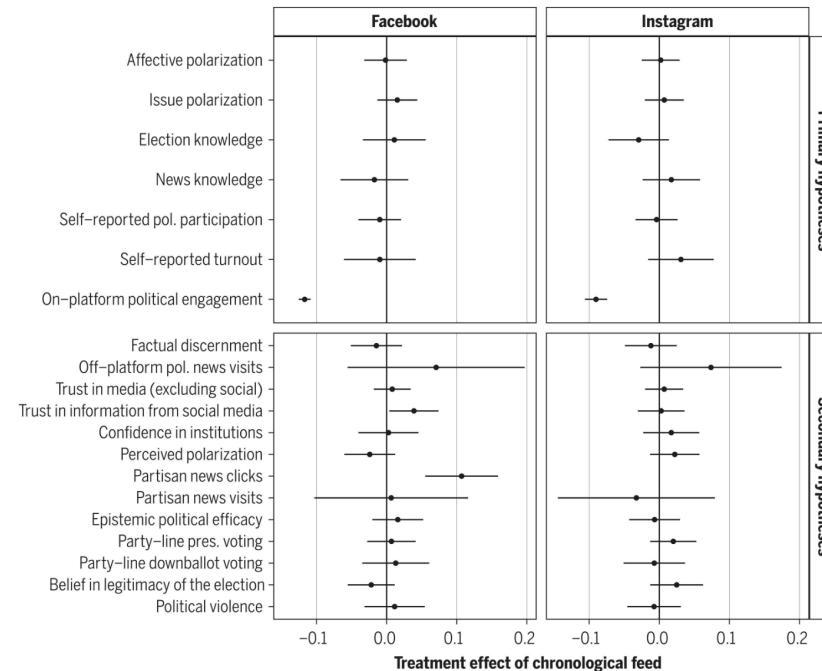 Facebook
Instagram
Affective polarization
Issue polarization
Election knowledge
News knowledge
Self–reported pol. participation
Self–reported turnout
On–platform political engagement
Factual discernment
Off–platform pol. news visits
Trust in media (excluding social)
Trust in information from social media
Confidence in institutions
Perceived polarization
Partisan news clicks
Partisan news visits
Epistemic political efficacy
Party–line pres. voting
Party–line downballot voting
Belief in legitimacy of the election
Political violence
−0.1 0.0 0.1 0.2
−0.1 0.0 0.1 0.2
Treatment effect of chronological feed